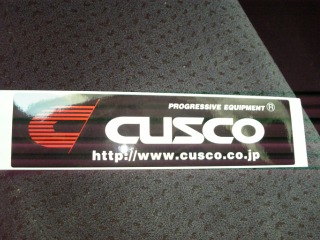 PROGRESSIVE EQUIPMENT®
CUSCO
http://www.cusco.co.jp